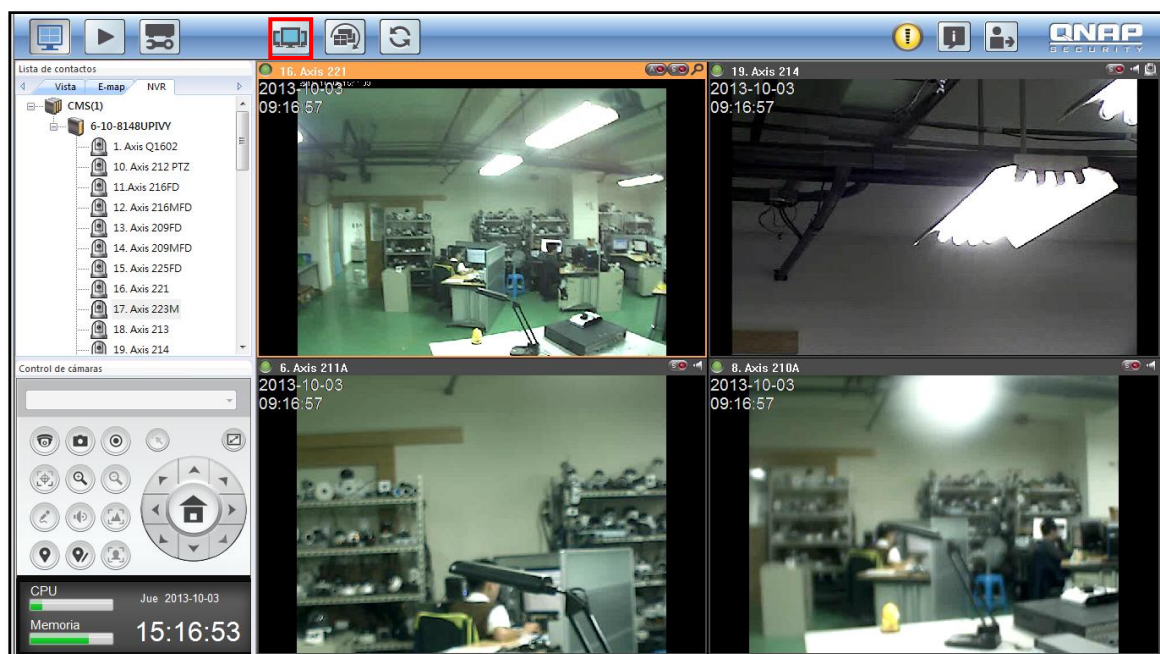 QNAP
SECURITY
Lista de contactos
Vista E-map NVR
CMS(1)
6-10-8148UPIVY
1. Axis Q1602
10. Axis 212 PTZ
11.Axis 216FD
12. Axis 216MFD
13. Axis 209FD
14. Axis 209MFD
15. Axis 225FD
16. Axis 221
17. Axis 223M
18. Axis 213
19. Axis 214
Control de cámaras
CPU
Jue 2013-10-03
Memoria
15:16:53
16. Axis 221
2013-10-03
09:16:57
19. Axis 214
2013-10-03
09:16:57
6. Axis 211A
2013-10-03
09:16:57
8. Axis 210A
2013-10-03
09:16:57